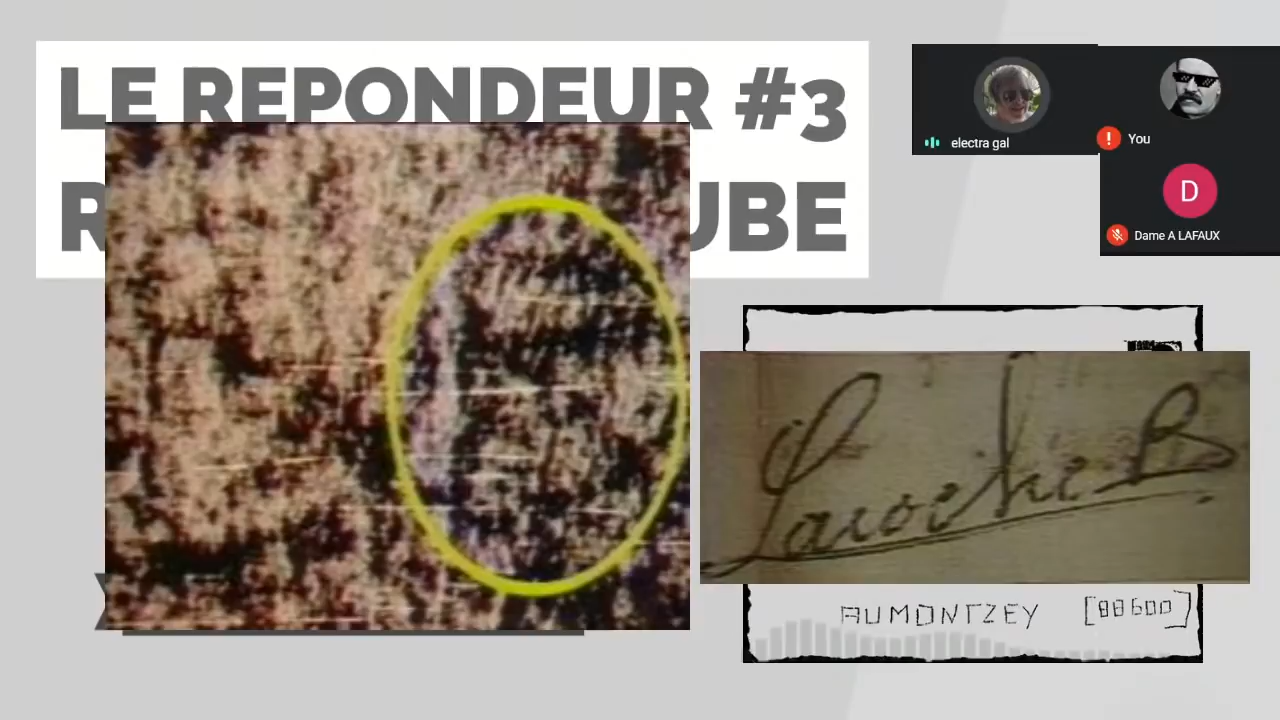 LE REPONDEUR #3
R
UBE
electra gal
You
D
Dame A LAFAUX
Laroche B
AUMONTZEY [88600]